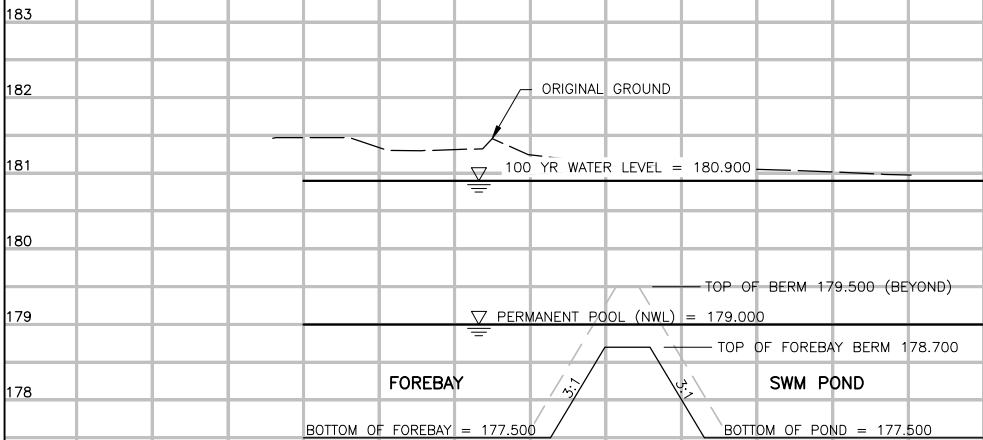 183
182
ORIGINAL GROUND
181
100 YR WATER LEVEL = 180.900
180
TOP OF BERM 179.500 (BEYOND)
179
PERMANENT POOL (NWL) = 179.000
TOP OF FOREBAY BERM 178.700
FOREBAY
3:1
3:1
SWM POND
178
BOTTOM OF FOREBAY = 177.500
BOTTOM OF POND = 177.500